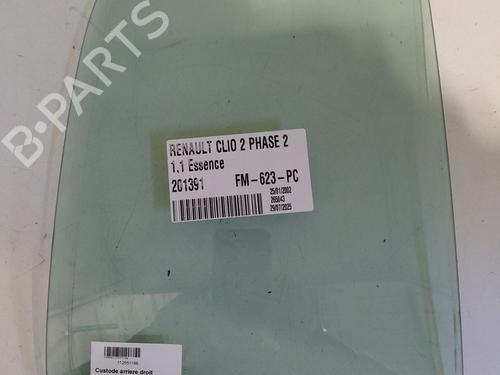 B-PARTS
RENAULT CLIO 2 PHASE 2
1.1 Essence
201391 FM-623-PC
25/01/2002
265843
29/07/2025
Custode arriere droit